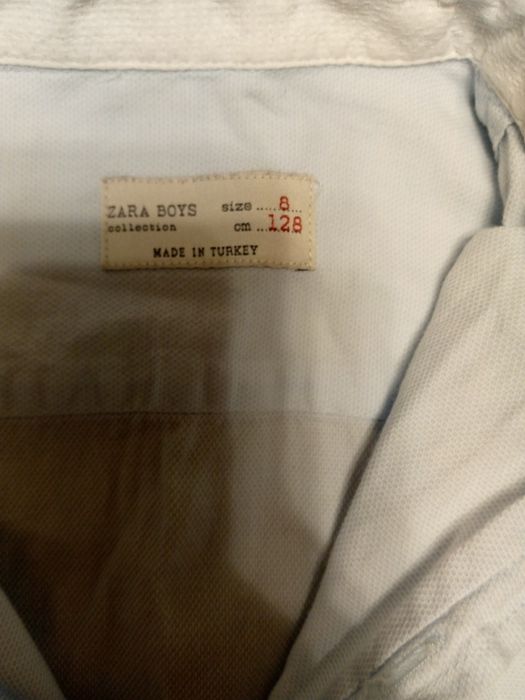 ZARA BOYS size .....8...
collection cm ...128
MADE IN TURKEY